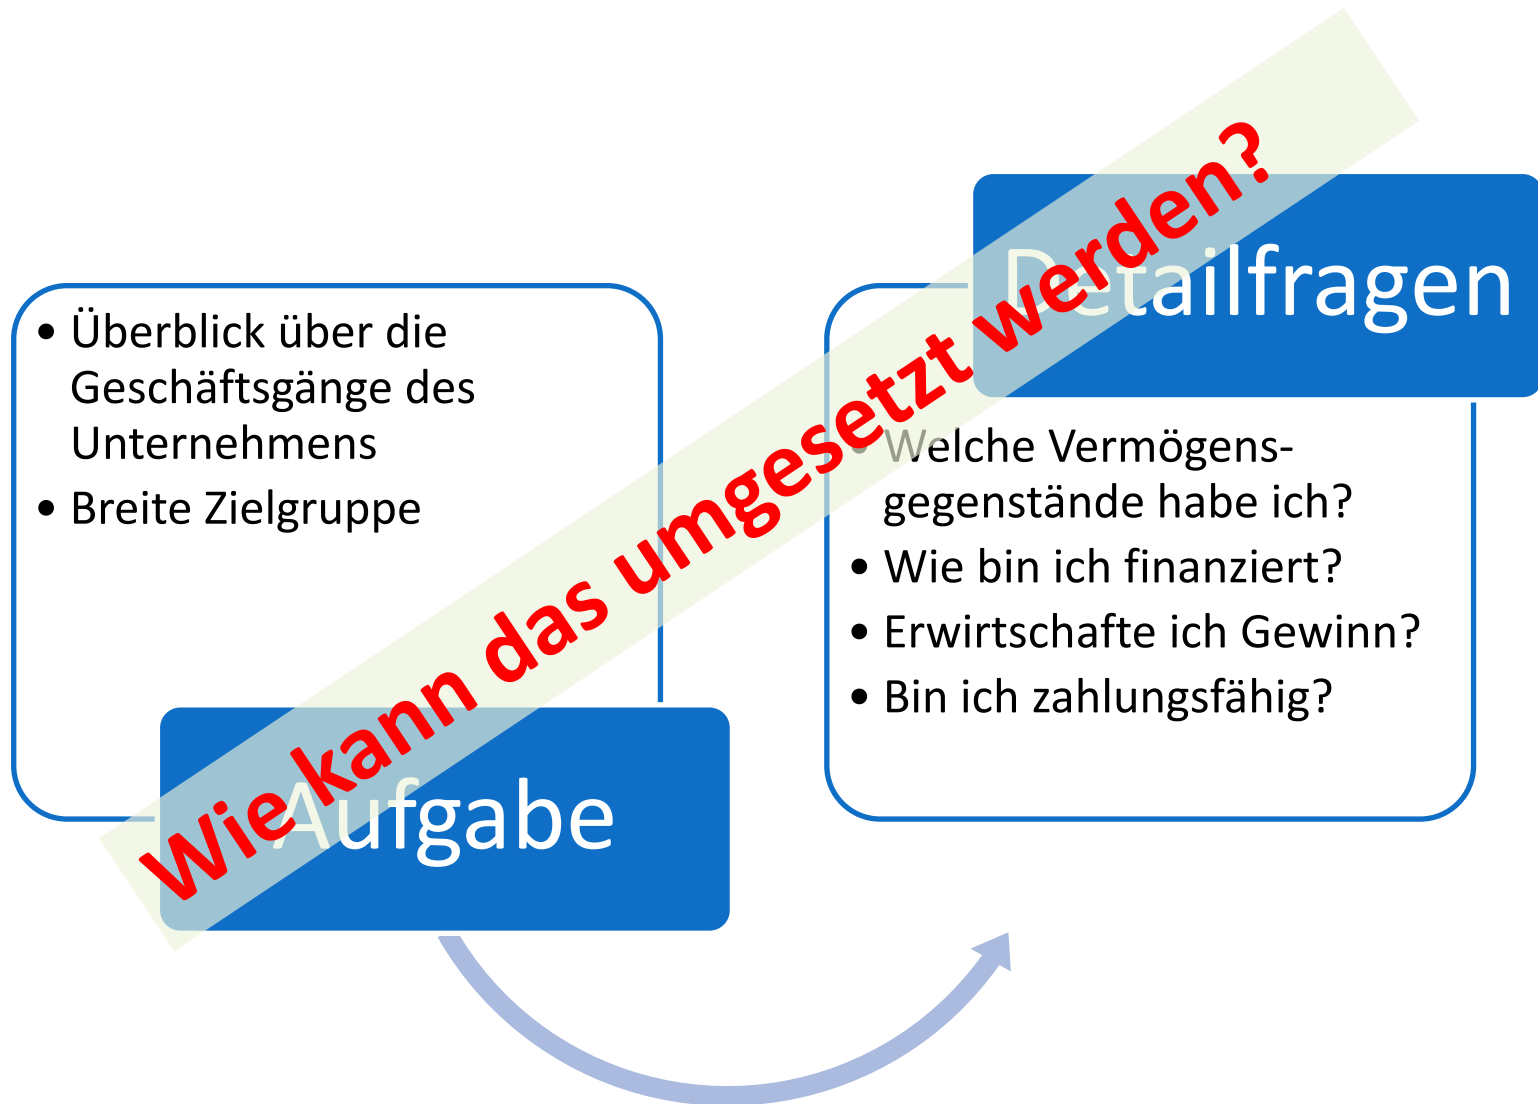 • Überblick über die
Geschäftsgänge des
Unternehmens
• Breite Zielgruppe
Aufgabe
Detailfragen
• Welche Vermögens-
gegenstände habe ich?
• Wie bin ich finanziert?
• Erwirtschafte ich Gewinn?
• Bin ich zahlungsfähig?
Wie kann das umgesetzt werden?